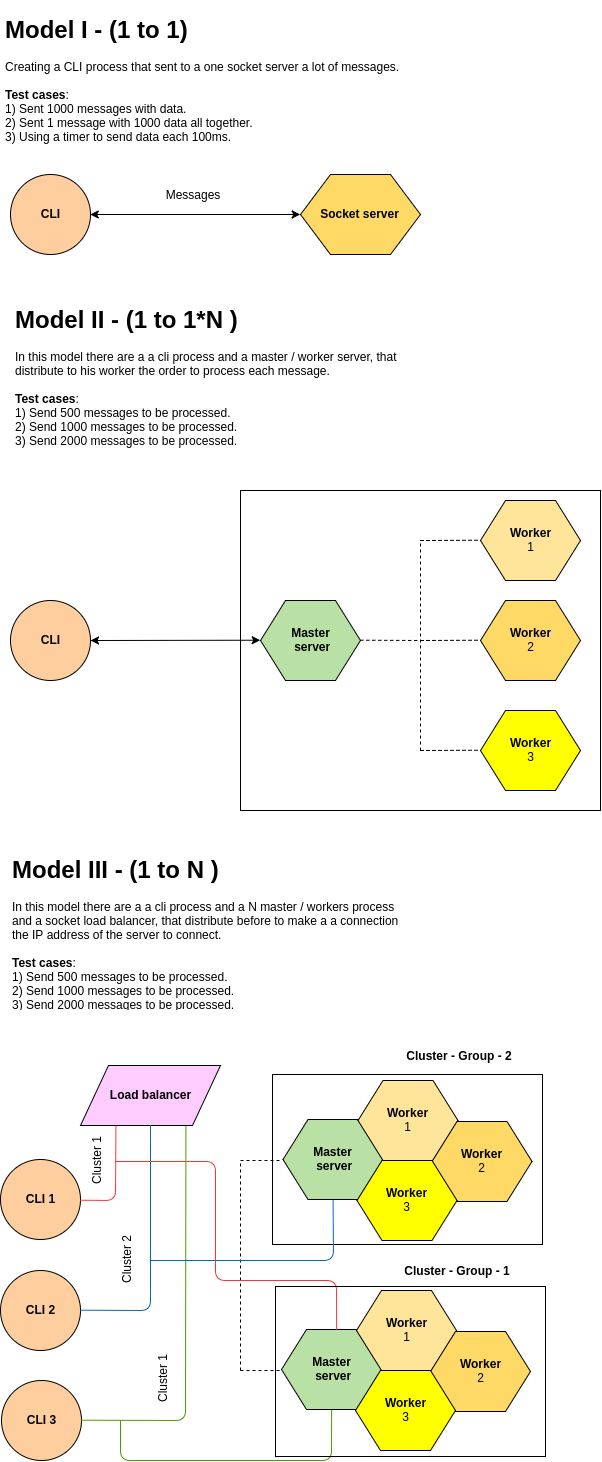 Model I - (1 to 1)
Creating a CLI process that sent to a one socket server a lot of messages.
Test cases:
1) Sent 1000 messages with data.
2) Sent 1 message with 1000 data all together.
3) Using a timer to send data each 100ms.
Messages
CLI
Socket server
Model II - (1 to 1*N )
In this model there are a a cli process and a master / worker server, that
distribute to his worker the order to process each message.
Test cases:
1) Send 500 messages to be processed.
2) Send 1000 messages to be processed.
3) Send 2000 messages to be processed.
Worker
1
CLI
Master
server
Worker
2
Worker
3
Model III - (1 to N )
In this model there are a a cli process and a N master / workers process
and a socket load balancer, that distribute before to make a a connection
the IP address of the server to connect.
Test cases:
1) Send 500 messages to be processed.
2) Send 1000 messages to be processed.
3) Send 2000 messages to be processed.
Cluster - Group - 2
Load balancer
Worker
1
Master
server
Worker
2
Worker
3
Cluster 1
CLI 1
Cluster 2
CLI 2
Cluster - Group - 1
Worker
1
Master
server
Worker
2
Worker
3
Cluster 1
CLI 3